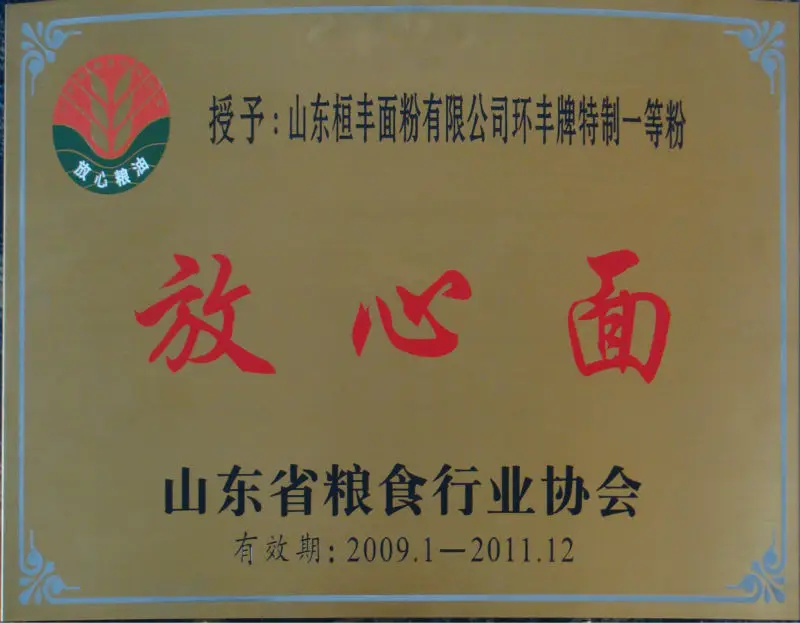 授予：山东桓丰面粉有限公司环丰牌特制一等粉
放心粮油
放心面
山东省粮食行业协会
有效期：2009.1—2011.12